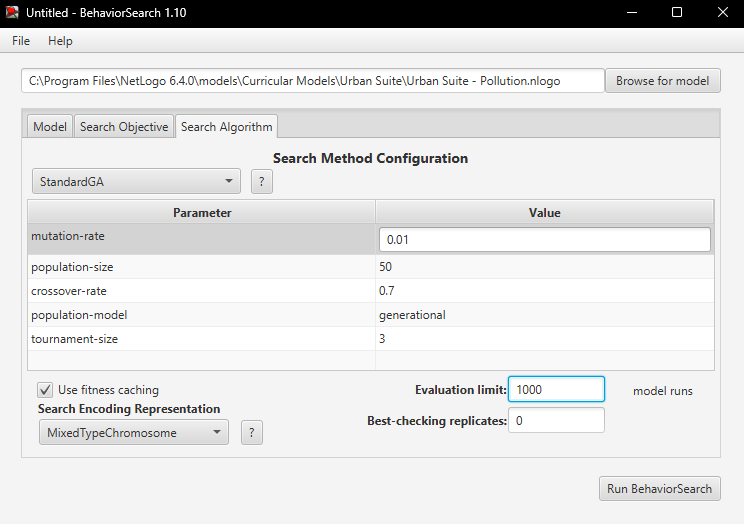 Untitled - BehaviorSearch 1.10
File Help
C:\Program Files\NetLogo 6.4.0\models\Curricular Models\Urban Suite\Urban Suite - Pollution.nlogo Browse for model
Model Search Objective Search Algorithm
Search Method Configuration
StandardGA ?
Parameter Value
mutation-rate 0.01
population-size 50
crossover-rate 0.7
population-model generational
tournament-size 3
Use fitness caching Evaluation limit: 1000 model runs
Search Encoding Representation
Best-checking replicates: 0
MixedTypeChromosome ?
Run BehaviorSearch